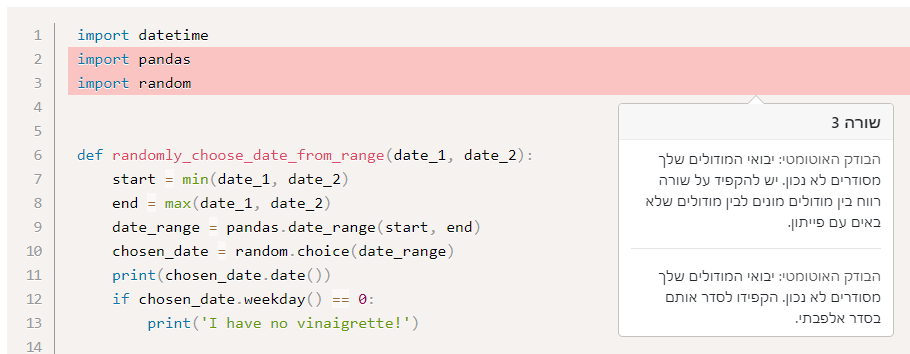 1 import datetime
2 import pandas
3 import random
4
5
6 def randomly_choose_date_from_range(date_1, date_2):
7 start = min(date_1, date_2)
8 end = max(date_1, date_2)
9 date_range = pandas.date_range(start, end)
10 chosen_date = random.choice(date_range)
11 print(chosen_date.date())
12 if chosen_date.weekday() == 0:
13 print('I have no vinaigrette!')
14
שורה 3
הבודק האוטומטי: יבואי המודולים שלך
מסודרים לא נכון. יש להקפיד על שורה
רווח בין מודולים מונים לבין מודולים שלא
באים עם פייתון.
הבודק האוטומטי: יבואי המודולים שלך
מסודרים לא נכון. הקפידו לסדר אותם
בסדר אלפבתי.